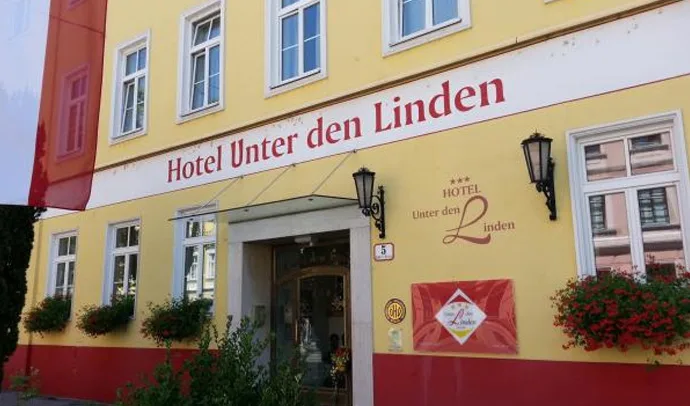 Hotel Unter den Linden
★★★
HOTEL
Unter den Linden
5